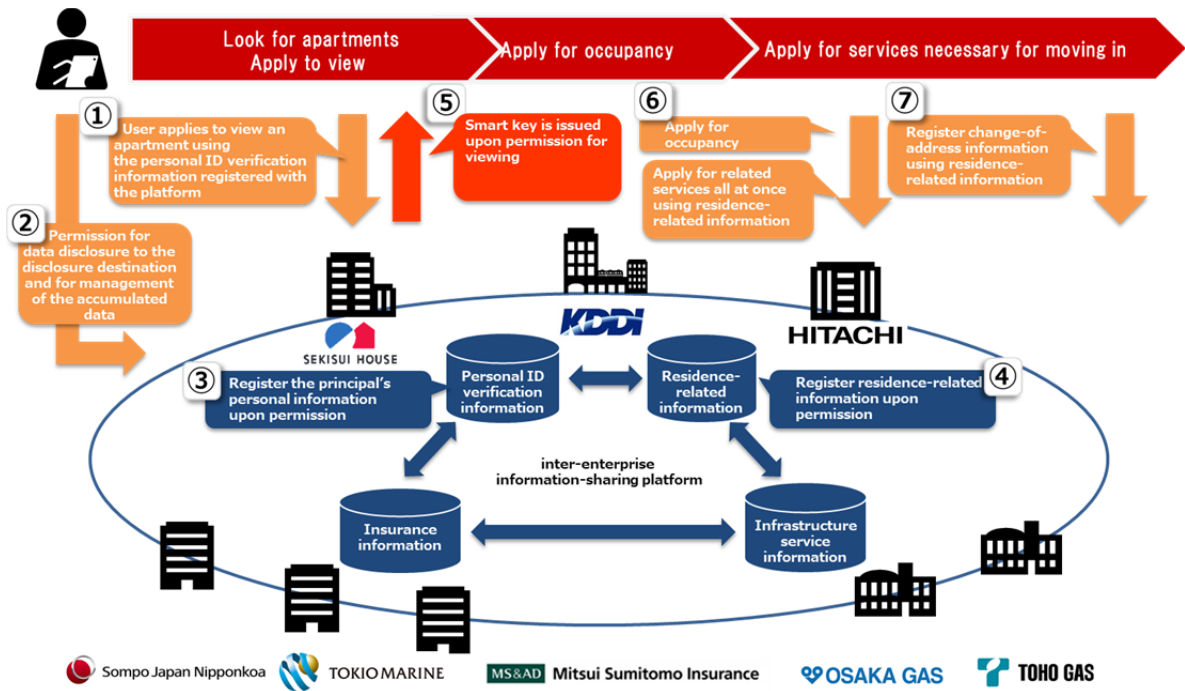 Look for apartments
Apply to view
Apply for occupancy
Apply for services necessary for moving in
①
User applies to view an
apartment using
the personal ID verification
information registered with
the platform
⑤
Smart key is issued
upon permission for
viewing
⑥
Apply for
occupancy
Apply for related
services all at once
using residence-
related information
⑦
Register change-of-
address information
using residence-
related information
②
Permission for
data disclosure to the
disclosure destination
and for management
of the accumulated
data
SEKISUI HOUSE
KDDI
HITACHI
③
Register the principal's
personal information
upon permission
Personal ID
verification
information
Residence-
related
information
④
Register residence-related
information upon
permission
inter-enterprise
information-sharing platform
Insurance
information
Infrastructure
service
information
Sompo Japan Nipponkoa
TOKIO MARINE
MS&AD Mitsui Sumitomo Insurance
OSAKA GAS
TOHO GAS